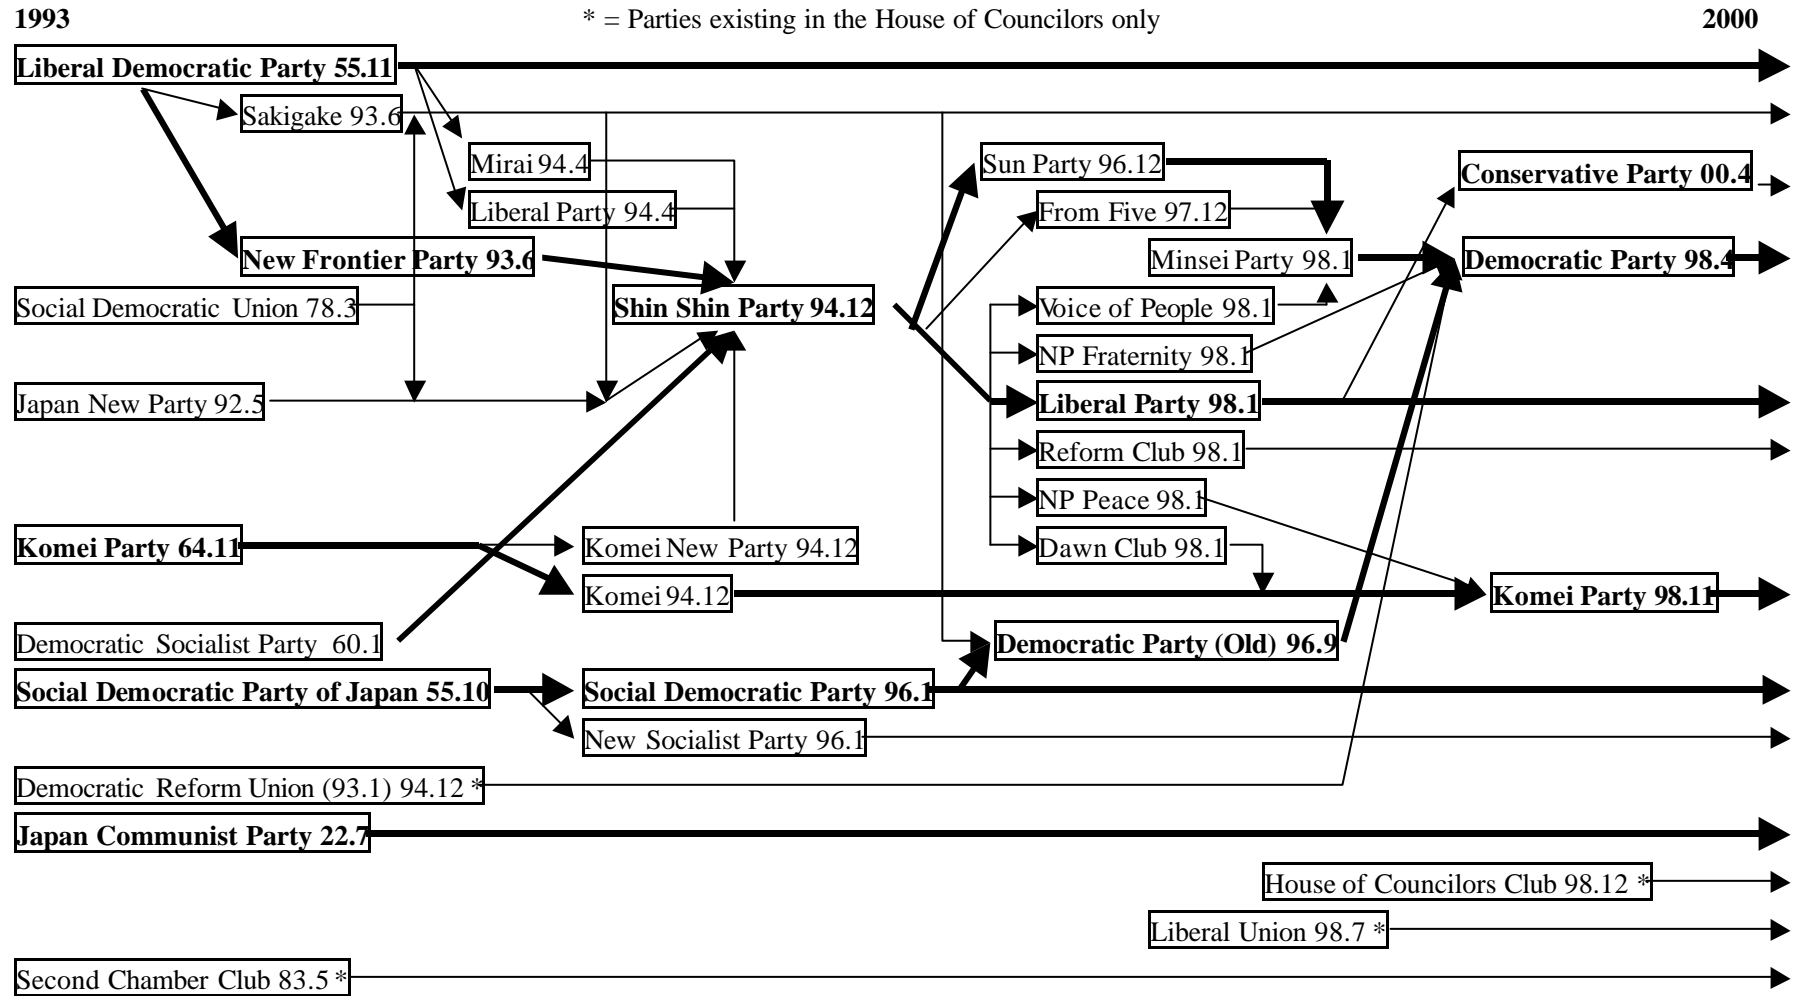 1993
* = Parties existing in the House of Councilors only
2000
Liberal Democratic Party 55.11
Sakigake 93.6
Mirai 94.4
Sun Party 96.12
Conservative Party 00.4
Liberal Party 94.4
From Five 97.12
New Frontier Party 93.6
Minsei Party 98.1
Democratic Party 98.4
Social Democratic Union 78.3
Shin Shin Party 94.12
Voice of People 98.1
NP Fraternity 98.1
Japan New Party 92.5
Liberal Party 98.1
Reform Club 98.1
NP Peace 98.1
Komei Party 64.11
Komei New Party 94.12
Dawn Club 98.1
Komei 94.12
Komei Party 98.11
Democratic Socialist Party 60.1
Democratic Party (Old) 96.9
Social Democratic Party of Japan 55.10
Social Democratic Party 96.1
New Socialist Party 96.1
Democratic Reform Union (93.1) 94.12 *
Japan Communist Party 22.7
House of Councilors Club 98.12 *
Liberal Union 98.7 *
Second Chamber Club 83.5 *